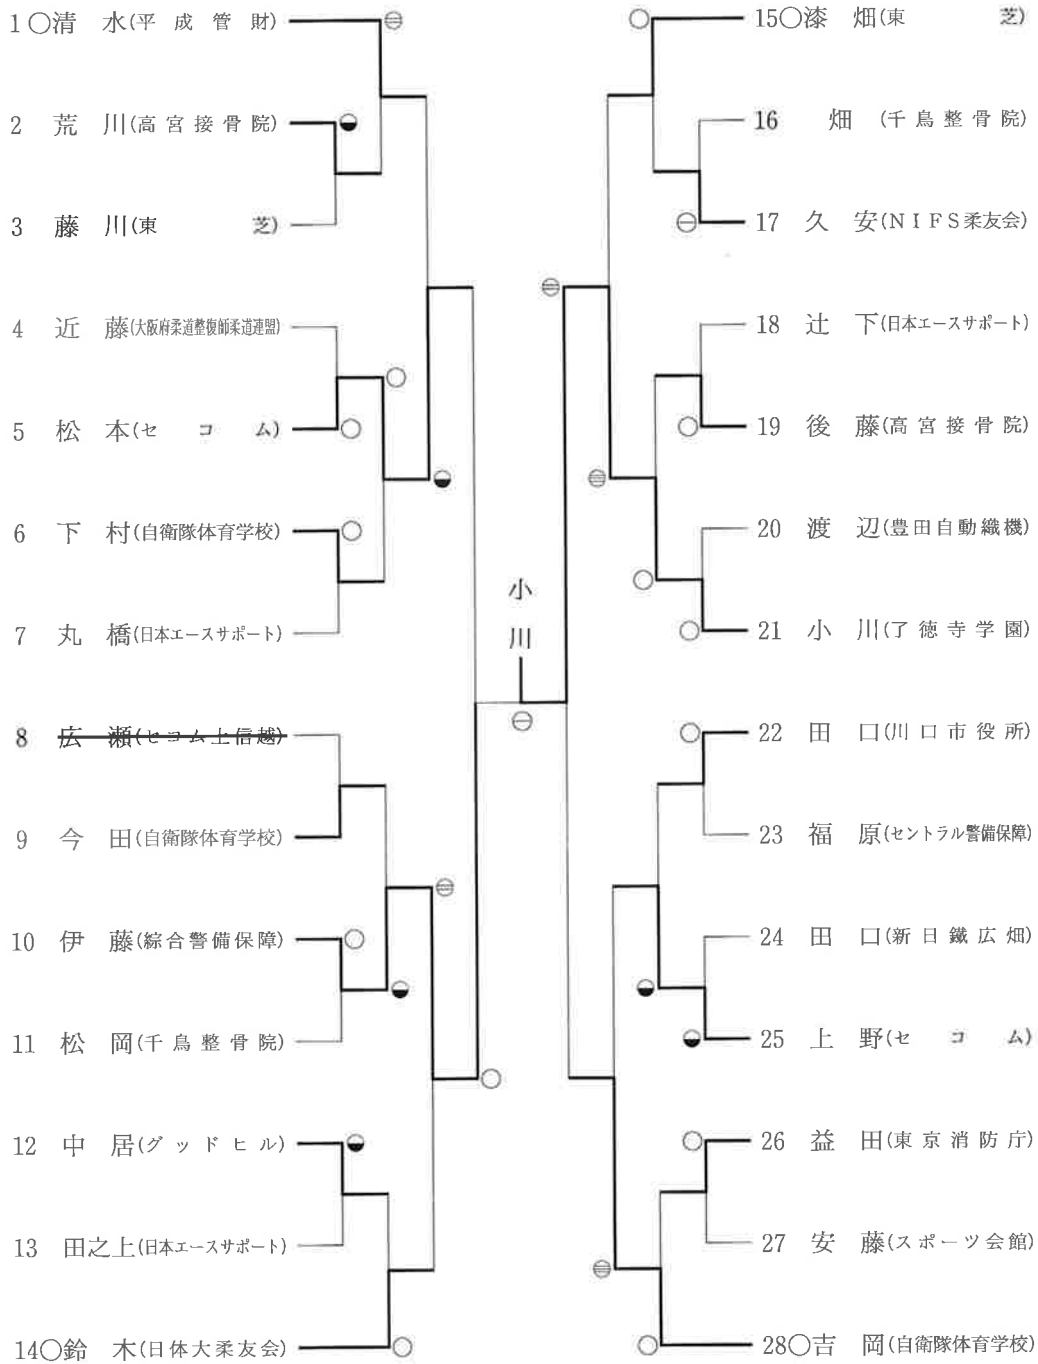 1 ○清 水(平成管財)
2 荒 川(高宮接骨院)
3 藤 川(東 芝)
4 近 藤(大阪府柔道整復師柔道連盟)
5 松 本(セ コ ム)
6 下 村(自衛隊体育学校)
7 丸 橋(日本エースサポート)
8 広 瀬(セコム上信越)
9 今 田(自衛隊体育学校)
10 伊 藤(綜合警備保障)
11 松 岡(千鳥整骨院)
12 中 居(グッドヒル)
13 田之上(日本エースサポート)
14○鈴 木(日体大柔友会)
小
川
15○漆 畑(東 芝)
16 畑 (千鳥整骨院)
17 久 安(NIFS柔友会)
18 辻 下(日本エースサポート)
19 後 藤(高宮接骨院)
20 渡 辺(豊田自動織機)
21 小 川(了徳寺学園)
22 田 口(川口市役所)
23 福 原(セントラル警備保障)
24 田 口(新日鐵広畑)
25 上 野(セ コ ム)
26 益 田(東京消防庁)
27 安 藤(スポーツ会館)
28○吉 岡(自衛隊体育学校)